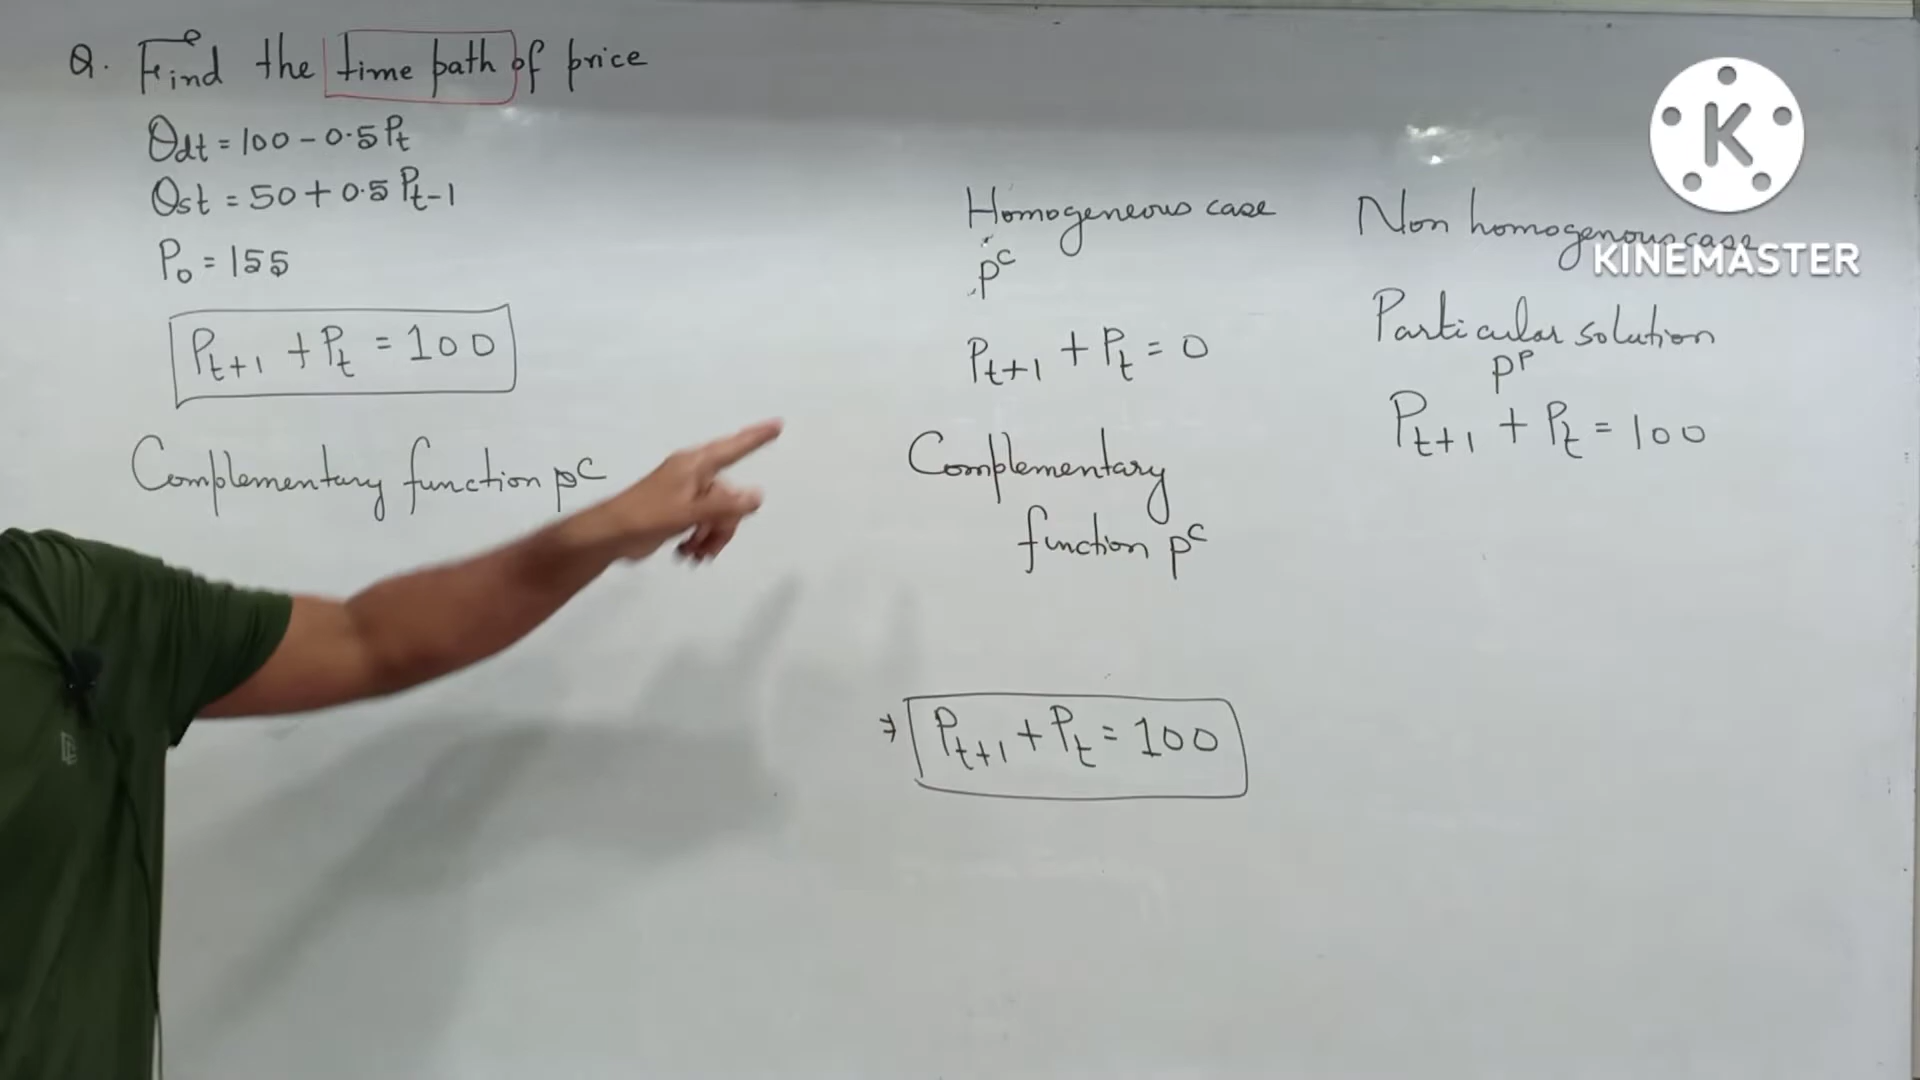 Q. Find the time path of price
Qdt = 100 - 0.5 Pt
Qst = 50 + 0.5 Pt-1
P0 = 155
Pt+1 + Pt = 100
Complementary function pc
Homogeneous case
pc
Pt+1 + Pt = 0
Complementary
function pc
Pt+1 + Pt = 100
Non homogenous case
Particular solution
pp
Pt+1 + Pt = 100
K
KINEMASTER